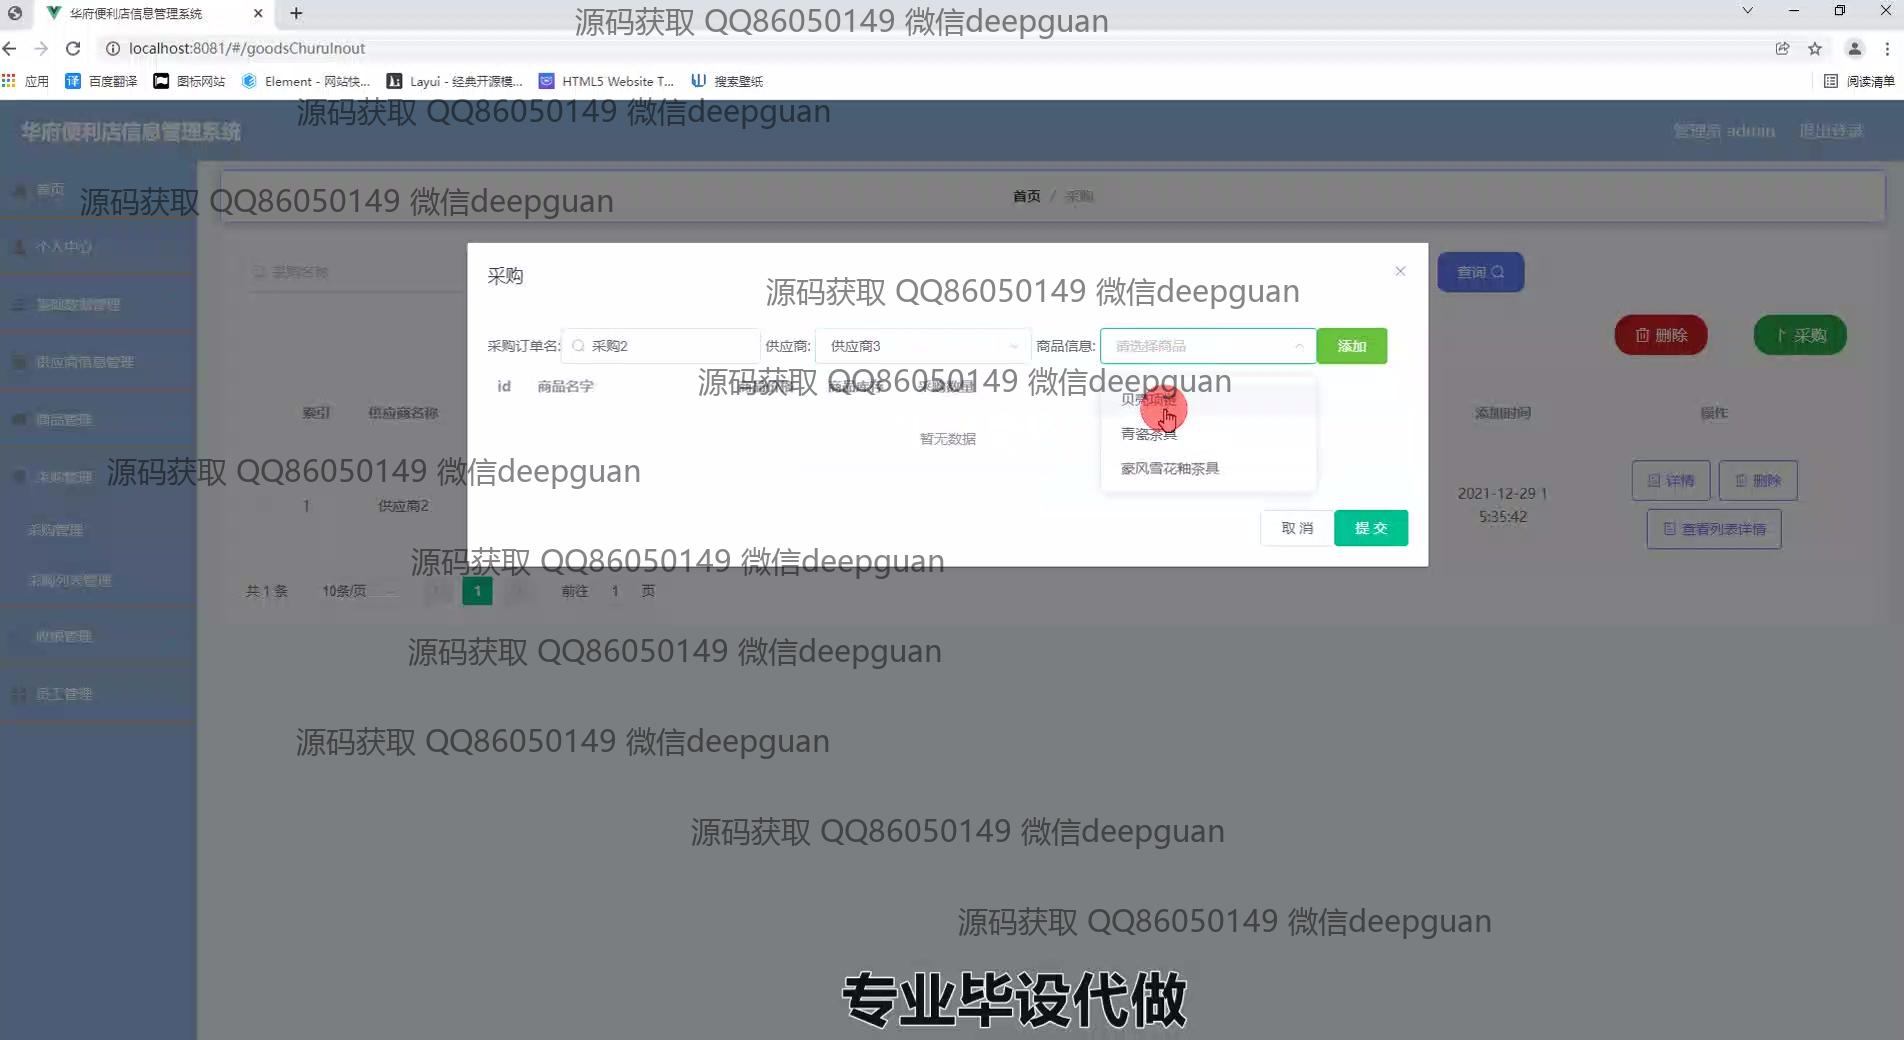 华府便利店信息管理系统
源码获取 QQ86050149 微信deepguan
localhost:8081/#/goodsChuruInout
应用 百度翻译 图标网站 Element - 网站快... Layui - 经典开源模... HTML5 Website T... 搜索壁纸 阅读清单
源码获取 QQ86050149 微信deepguan
华府便利店信息管理系统 管理员 admin 退出登录
首页
源码获取 QQ86050149 微信deepguan
首页 / 采购
个人中心
采购名称
采购
源码获取 QQ86050149 微信deepguan
查询
基础数据管理
删除 采购
采购订单名: 采购2 供应商: 供应商3 商品信息: 请选择商品 添加
供应商信息管理
源码获取 QQ86050149 微信deepguan
id 商品名字 商品价格 商品库存 采购数量
贝壳项链
商品管理
索引 供应商名称 添加时间 操作
暂无数据
青瓷茶具
豪风雪花釉茶具
采购管理
源码获取 QQ86050149 微信deepguan
1 供应商2 2021-12-29 1
5:35:42
详情 删除
查看列表详情
采购管理
取消 提交
源码获取 QQ86050149 微信deepguan
采购列表管理
共 1 条 10条/页 1 前往 1 页
收银管理
源码获取 QQ86050149 微信deepguan
员工管理
源码获取 QQ86050149 微信deepguan
源码获取 QQ86050149 微信deepguan
源码获取 QQ86050149 微信deepguan
专业毕设代做